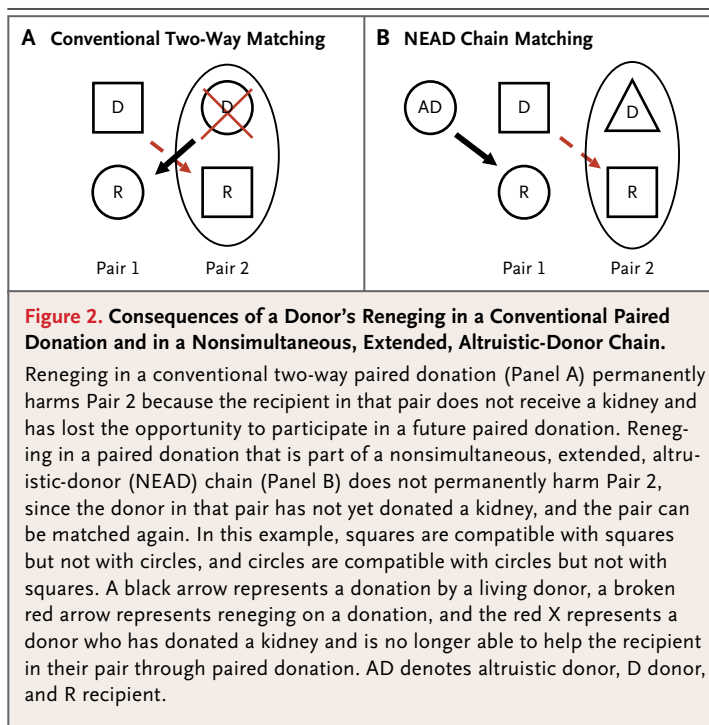 A Conventional Two-Way Matching
B NEAD Chain Matching
D
D
AD
D
D
R
R
R
R
Pair 1
Pair 2
Pair 1
Pair 2
Figure 2. Consequences of a Donor’s Reneging in a Conventional Paired
Donation and in a Nonsimultaneous, Extended, Altruistic-Donor Chain.
Reneging in a conventional two-way paired donation (Panel A) permanently
harms Pair 2 because the recipient in that pair does not receive a kidney and
has lost the opportunity to participate in a future paired donation. Reneg-
ing in a paired donation that is part of a nonsimultaneous, extended, altru-
istic-donor (NEAD) chain (Panel B) does not permanently harm Pair 2,
since the donor in that pair has not yet donated a kidney, and the pair can
be matched again. In this example, squares are compatible with squares
but not with circles, and circles are compatible with circles but not with
squares. A black arrow represents a donation by a living donor, a broken
red arrow represents reneging on a donation, and the red X represents a
donor who has donated a kidney and is no longer able to help the recipient
in their pair through paired donation. AD denotes altruistic donor, D donor,
and R recipient.